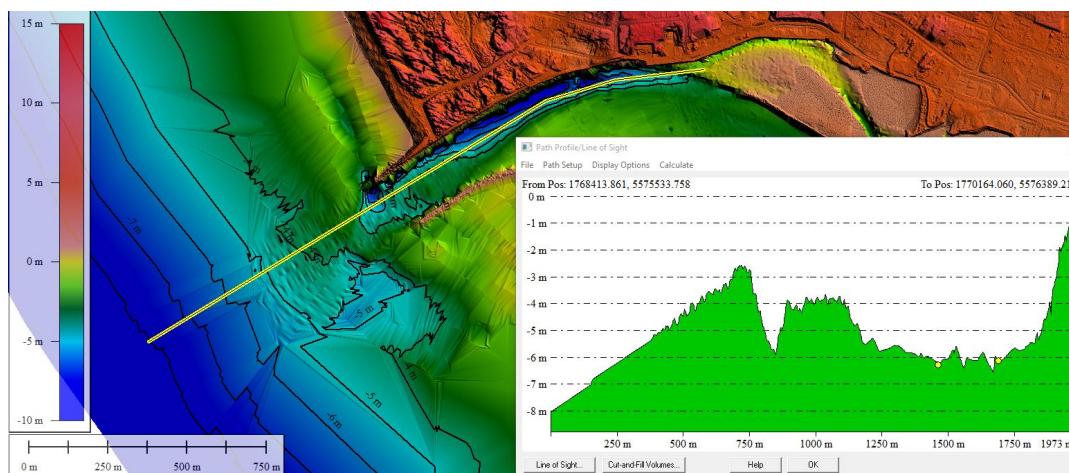 15 m
10 m
5 m
0 m
-5 m
-10 m
0 m 250 m 500 m 750 m
-7 m
-5 m
-5 m
-6 m
Path Profile/Line of Sight
File Path Setup Display Options Calculate
From Pos: 1768413.861, 5575533.758 To Pos: 1770164.060, 5576389.21
0 m
-1 m
-2 m
-3 m
-4 m
-5 m
-6 m
-7 m
-8 m
250 m 500 m 750 m 1000 m 1250 m 1500 m 1750 m 1973 m
Line of Sight... Cut-and-Fill Volumes... Help OK